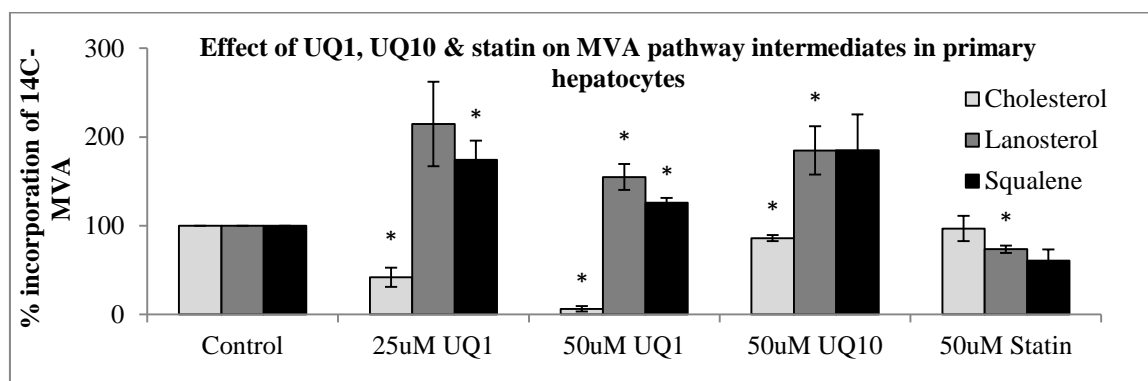 Effect of UQ1, UQ10 & statin on MVA pathway intermediates in primary
hepatocytes
% incorporation of 14C-
MVA
300
200
100
0
Cholesterol
Lanosterol
Squalene
*
*
*
*
*
*
*
*
Control
25uM UQ1
50uM UQ1
50uM UQ10
50uM Statin